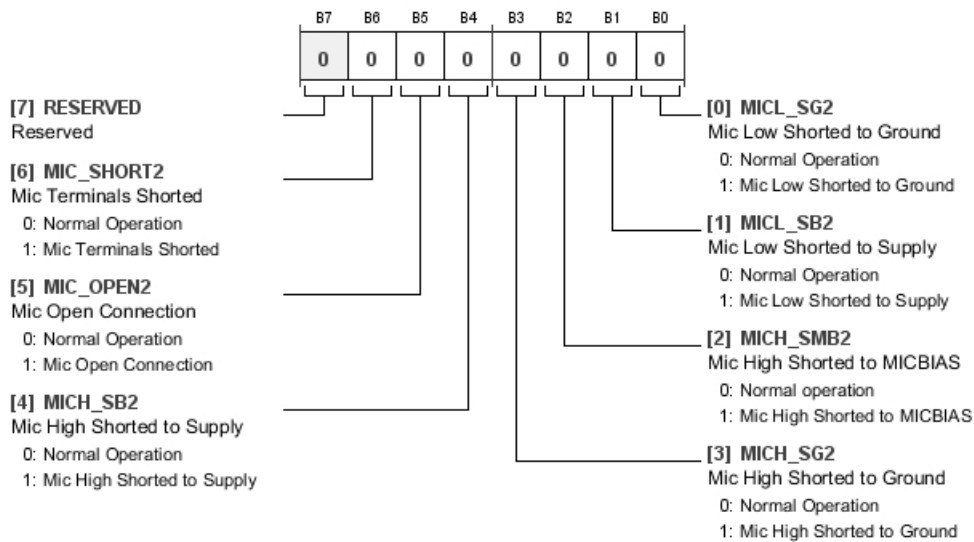 B7 B6 B5 B4 B3 B2 B1 B0
0 0 0 0 0 0 0 0
[7] RESERVED
Reserved
[6] MIC_SHORT2
Mic Terminals Shorted
0: Normal Operation
1: Mic Terminals Shorted
[5] MIC_OPEN2
Mic Open Connection
0: Normal Operation
1: Mic Open Connection
[4] MICH_SB2
Mic High Shorted to Supply
0: Normal Operation
1: Mic High Shorted to Supply
[0] MICL_SG2
Mic Low Shorted to Ground
0: Normal Operation
1: Mic Low Shorted to Ground
[1] MICL_SB2
Mic Low Shorted to Supply
0: Normal Operation
1: Mic Low Shorted to Supply
[2] MICH_SMB2
Mic High Shorted to MICBIAS
0: Normal operation
1: Mic High Shorted to MICBIAS
[3] MICH_SG2
Mic High Shorted to Ground
0: Normal Operation
1: Mic High Shorted to Ground